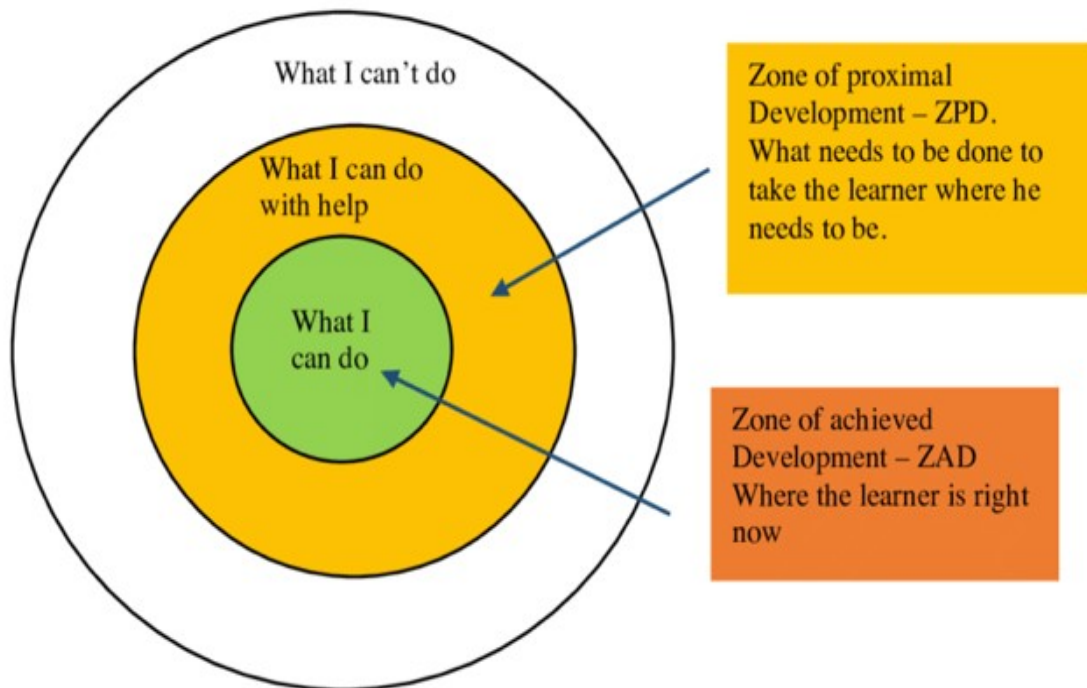 What I can't do
What I can do
with help
What I
can do
Zone of proximal
Development – ZPD.
What needs to be done to
take the learner where he
needs to be.
Zone of achieved
Development – ZAD
Where the learner is right
now